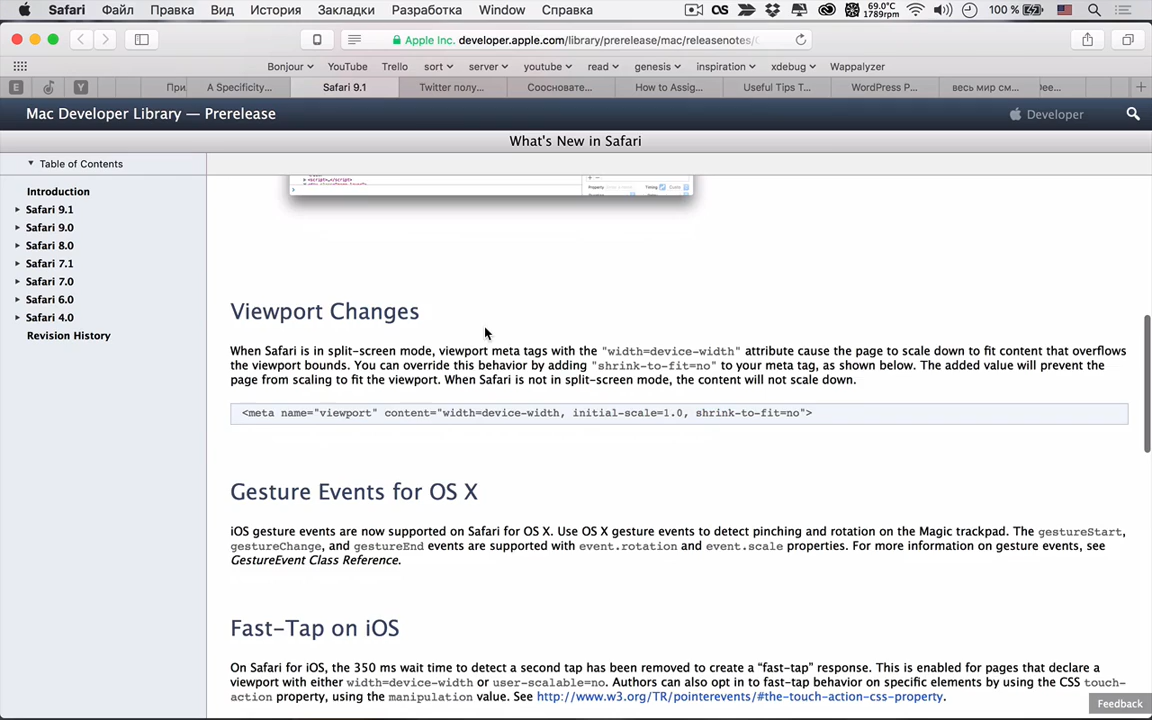 Safari Файл Правка Вид История Закладки Разработка Window Справка 69.0°C 1789rpm 100 %
Apple Inc. developer.apple.com/library/prerelease/mac/releasenotes/
Bonjour YouTube Trello sort server youtube read genesis inspiration xdebug Wappalyzer
E Y При A Specificity... Safari 9.1 Twitter полу... Сосновате... How to Assig... Useful Tips T... WordPress P... весь мир см...
Mac Developer Library — Prerelease Developer
What's New in Safari
Table of Contents
Introduction
Safari 9.1
Safari 9.0
Safari 8.0
Safari 7.1
Safari 7.0
Safari 6.0
Safari 4.0
Revision History
Viewport Changes
When Safari is in split-screen mode, viewport meta tags with the "width=device-width" attribute cause the page to scale down to fit content that overflows
the viewport bounds. You can override this behavior by adding "shrink-to-fit=no" to your meta tag, as shown below. The added value will prevent the
page from scaling to fit the viewport. When Safari is not in split-screen mode, the content will not scale down.
<meta name="viewport" content="width=device-width, initial-scale=1.0, shrink-to-fit=no">
Gesture Events for OS X
iOS gesture events are now supported on Safari for OS X. Use OS X gesture events to detect pinching and rotation on the Magic trackpad. The gestureStart,
gestureChange, and gestureEnd events are supported with event.rotation and event.scale properties. For more information on gesture events, see
GestureEvent Class Reference.
Fast-Tap on iOS
On Safari for iOS, the 350 ms wait time to detect a second tap has been removed to create a “fast-tap” response. This is enabled for pages that declare a
viewport with either width=device-width or user-scalable=no. Authors can also opt in to fast-tap behavior on specific elements by using the CSS touch-
action property, using the manipulation value. See http://www.w3.org/TR/pointerevents/#the-touch-action-css-property.
Feedback